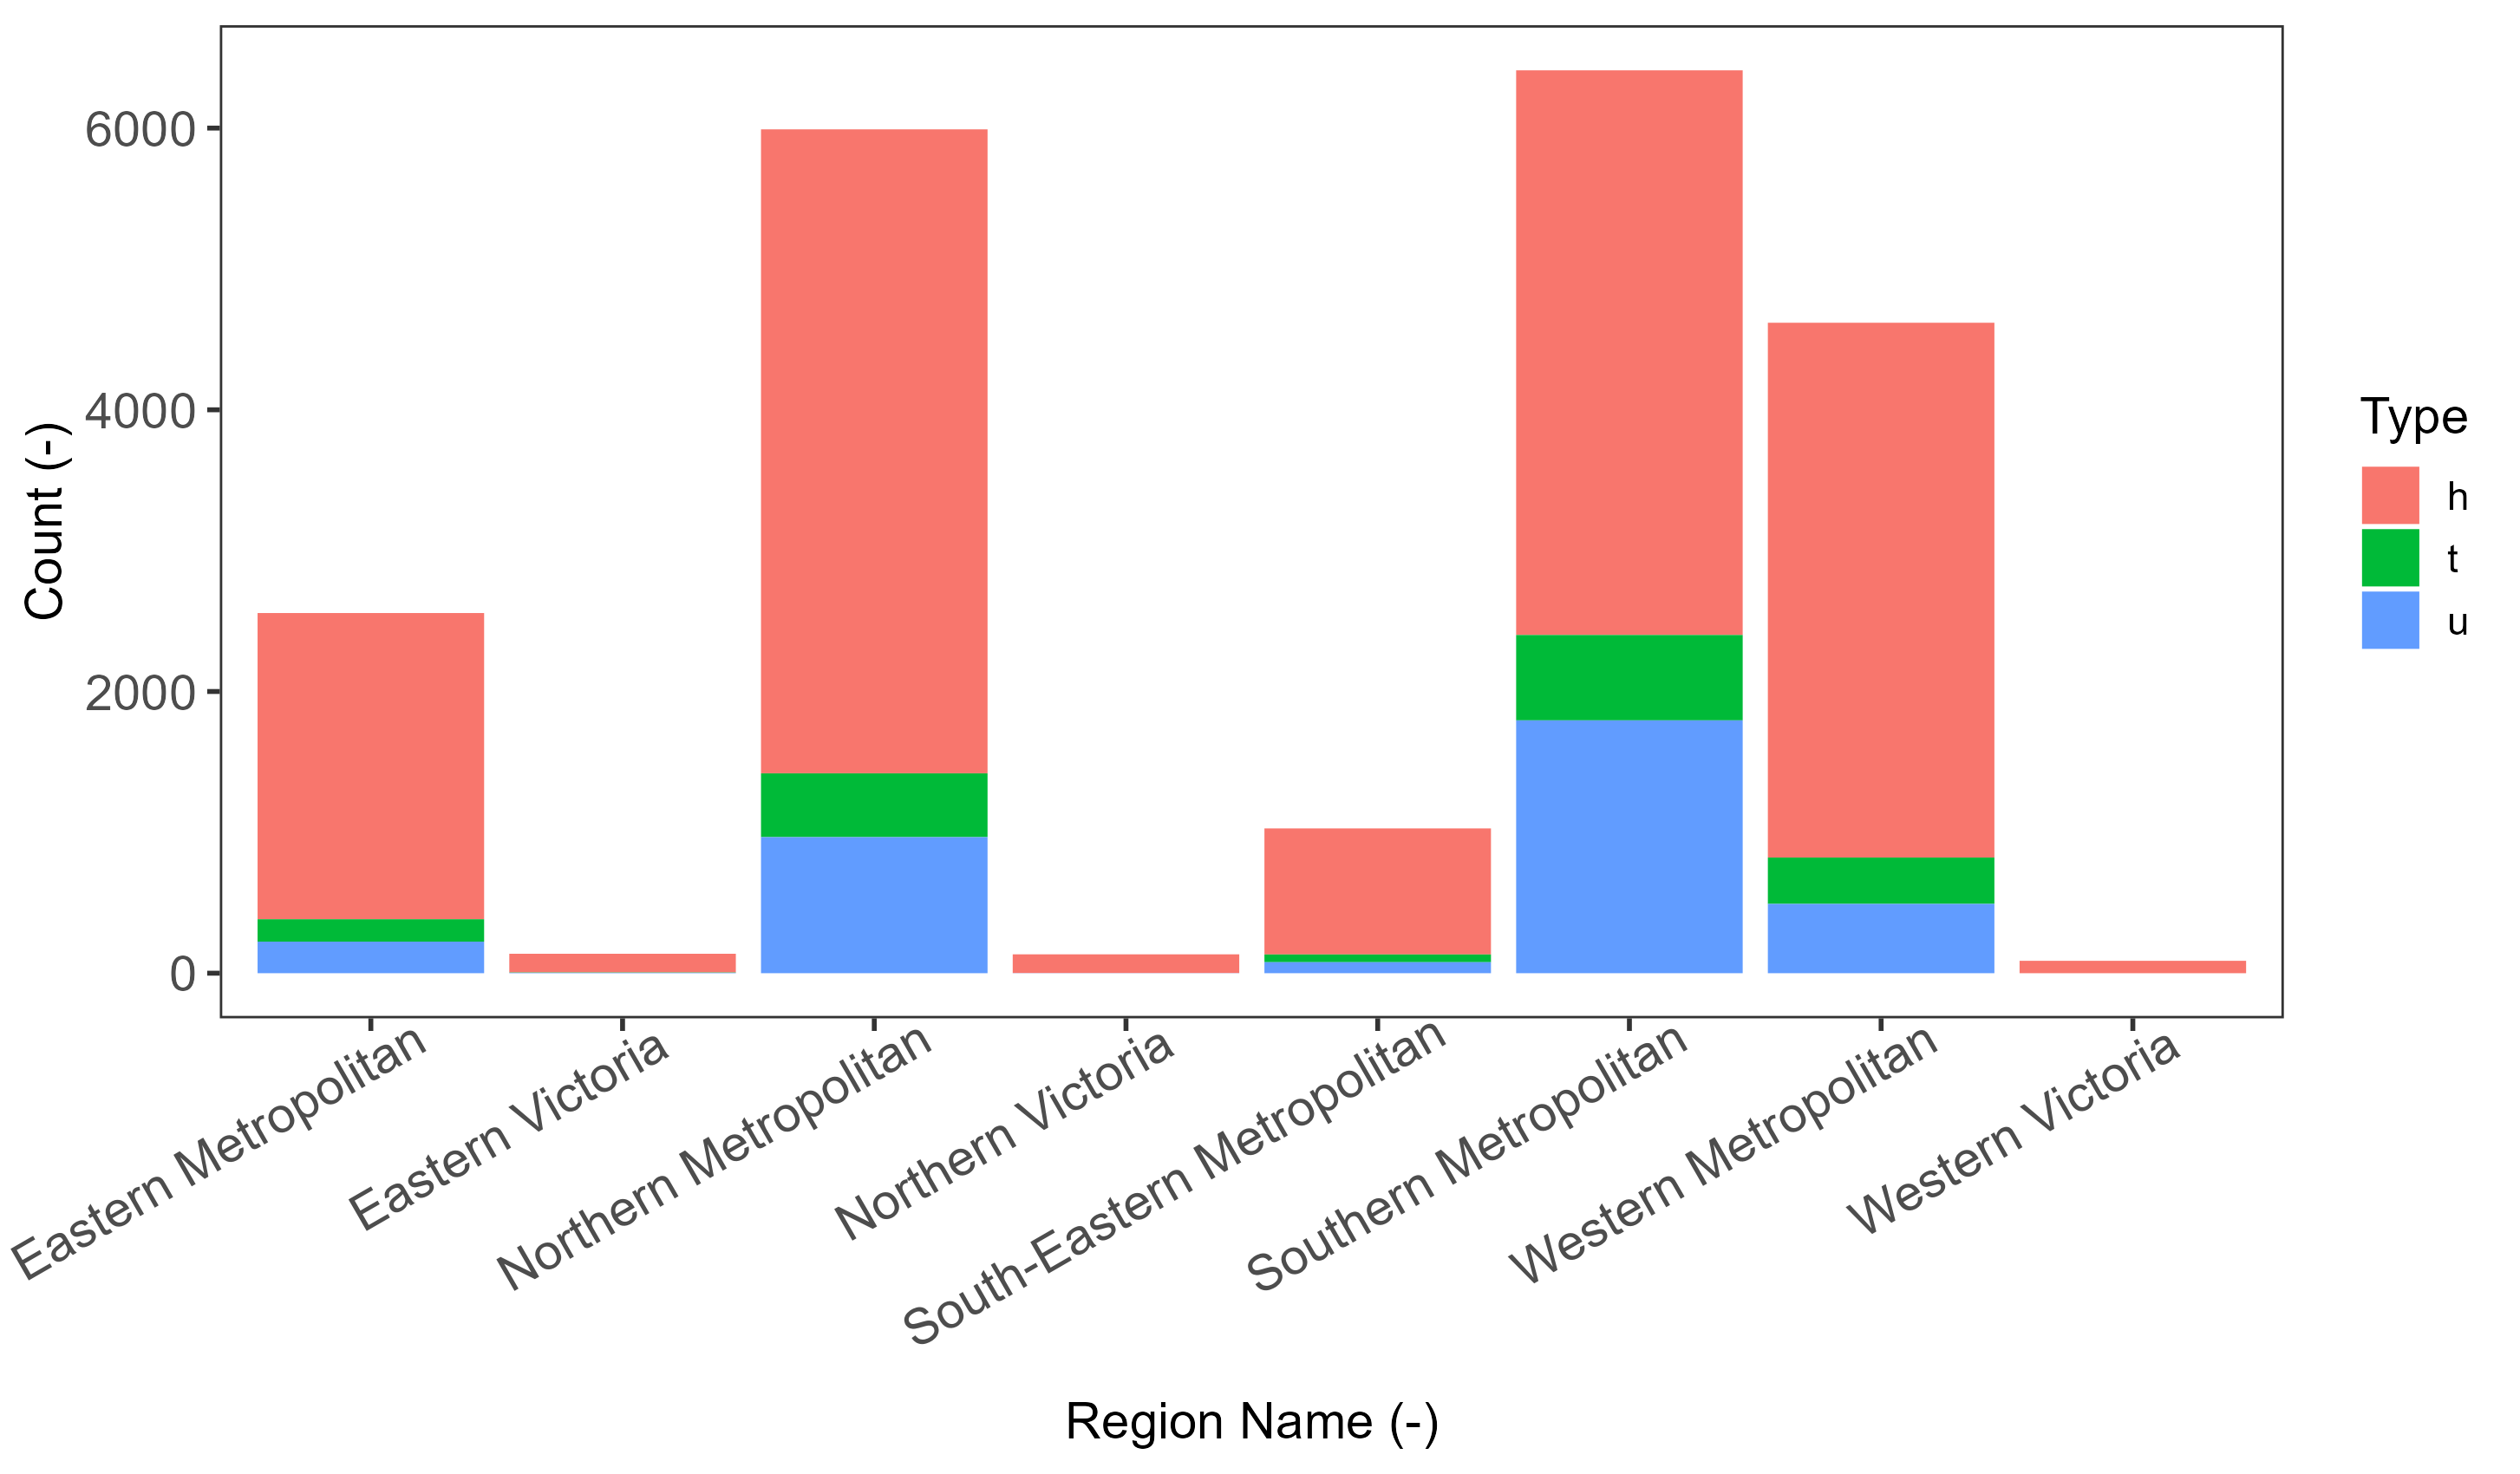 Count (-)
6000
4000
2000
0
Eastern Metropolitan
Eastern Victoria
Northern Metropolitan
Northern Victoria
South-Eastern Metropolitan
Southern Metropolitan
Western Metropolitan
Western Victoria
Region Name (-)
Type
h
t
u